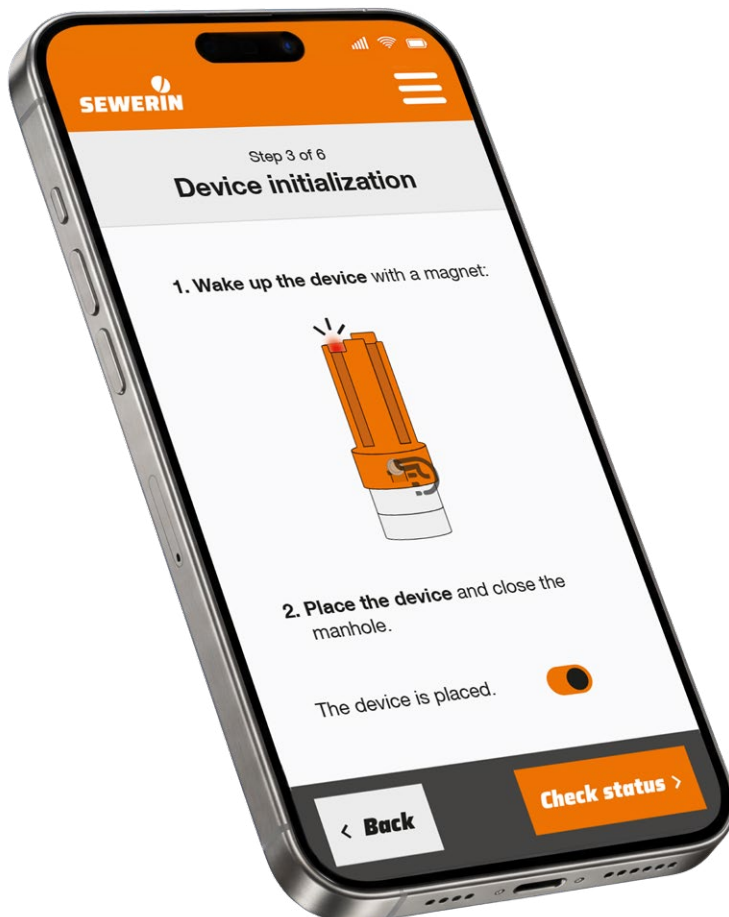 SEWERIN
Step 3 of 6
Device initialization
1. Wake up the device with a magnet:
2. Place the device and close the
manhole.
The device is placed.
< Back
Check status >